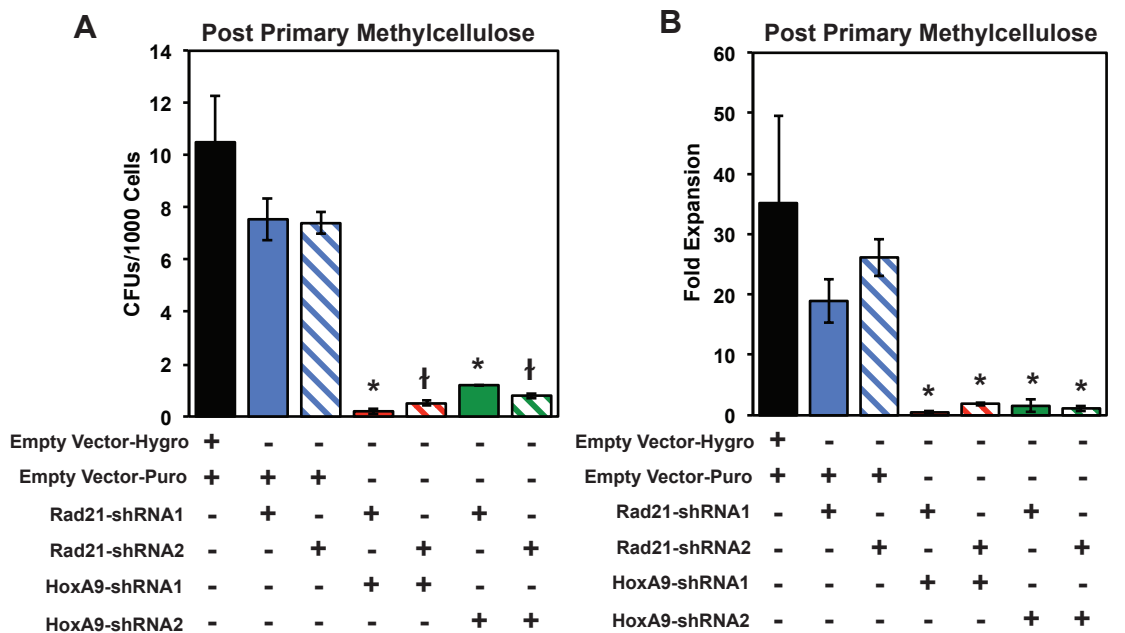 A
Post Primary Methylcellulose
14
12
10
8
6
4
2
0
CFUs/1000 Cells
* ƚ * ƚ
Empty Vector-Hygro + - - - - - -
Empty Vector-Puro + + + - - - -
Rad21-shRNA1 - + - + - + -
Rad21-shRNA2 - - + - + - +
HoxA9-shRNA1 - - - + + - -
HoxA9-shRNA2 - - - - - + +
B
Post Primary Methylcellulose
60
50
40
30
20
10
0
Fold Expansion
* * * *
Empty Vector-Hygro + - - - - - -
Empty Vector-Puro + + + - - - -
Rad21-shRNA1 - + - + - + -
Rad21-shRNA2 - - + - + - +
HoxA9-shRNA1 - - - + + - -
HoxA9-shRNA2 - - - - - + +